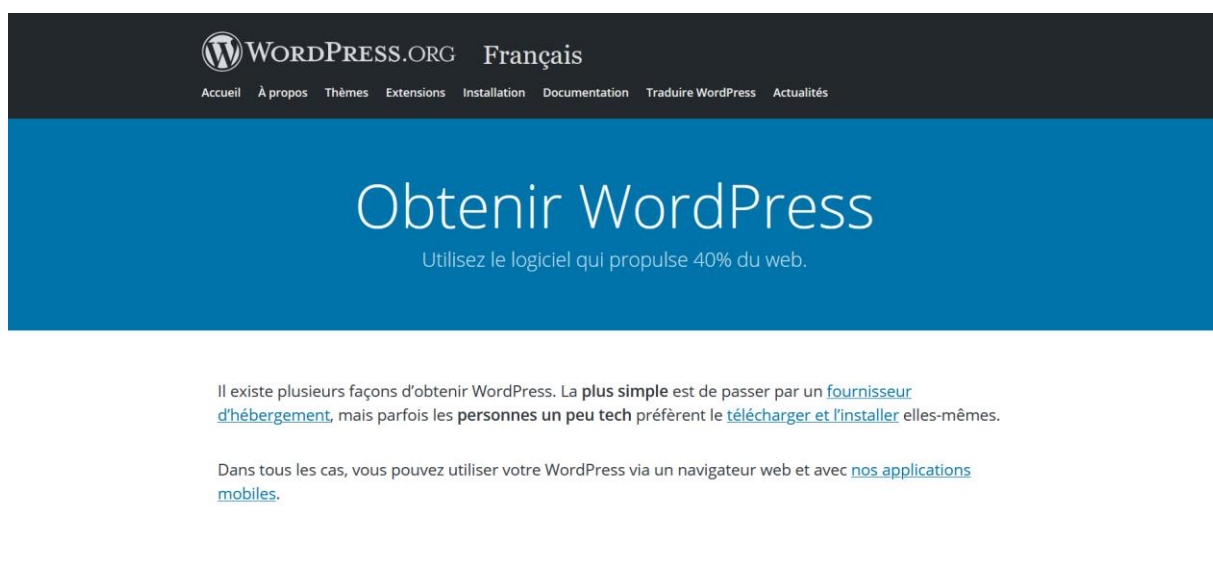 WORDPRESS.ORG Français
Accueil À propos Thèmes Extensions Installation Documentation Traduire WordPress Actualités
Obtenir WordPress
Utilisez le logiciel qui propulse 40% du web.
Il existe plusieurs façons d’obtenir WordPress. La plus simple est de passer par un fournisseur
d’hébergement, mais parfois les personnes un peu tech préfèrent le télécharger et l’installer elles-mêmes.
Dans tous les cas, vous pouvez utiliser votre WordPress via un navigateur web et avec nos applications
mobiles.